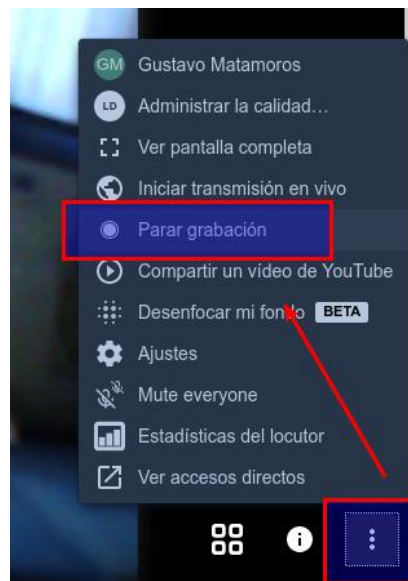 GM Gustavo Matamoros
LD Administrar la calidad...
Ver pantalla completa
Iniciar transmisión en vivo
Parar grabación
Compartir un vídeo de YouTube
Desenfocar mi fondo BETA
Ajustes
Mute everyone
Estadísticas del locutor
Ver accesos directos